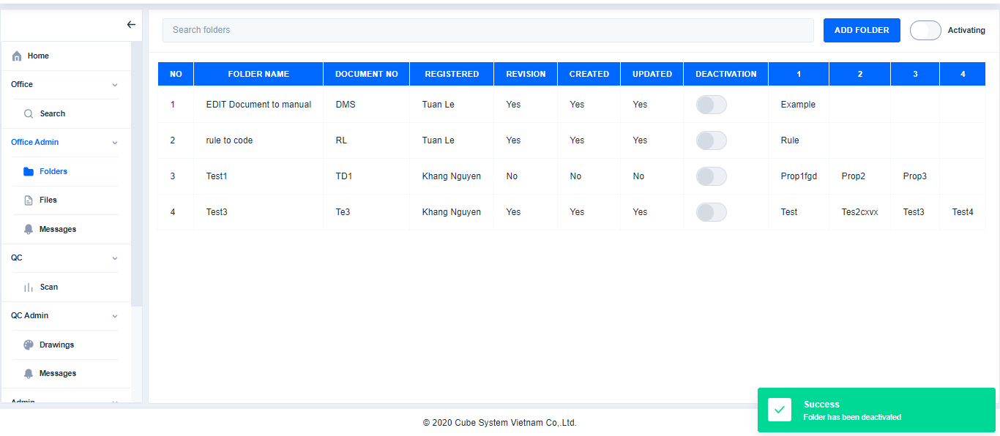 Search folders
ADD FOLDER
Activating
Home
Office
Search
Office Admin
Folders
Files
Messages
QC
Scan
QC Admin
Drawings
Messages
Admin
NO FOLDER NAME DOCUMENT NO REGISTERED REVISION CREATED UPDATED DEACTIVATION 1 2 3 4
1 EDIT Document to manual DMS Tuan Le Yes Yes Yes Example
2 rule to code RL Tuan Le Yes Yes Yes Rule
3 Test1 TD1 Khang Nguyen No No No Prop1fgd Prop2 Prop3
4 Test3 Te3 Khang Nguyen Yes Yes Yes Test Tes2cxvx Test3 Test4
Success
Folder has been deactivated
© 2020 Cube System Vietnam Co,.Ltd.